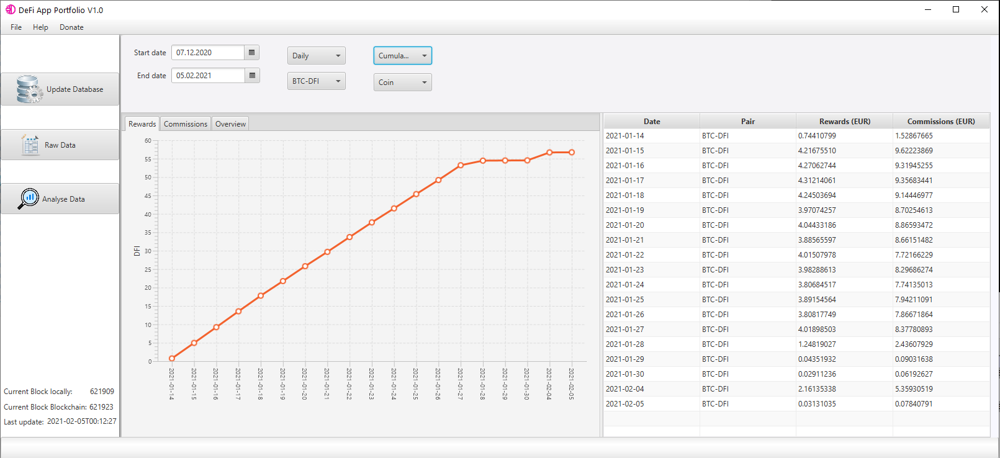 DeFi App Portfolio V1.0
File Help Donate
Start date 07.12.2020 Daily Cumula...
End date 05.02.2021 BTC-DFI Coin
Update Database
Raw Data
Analyse Data
Current Block locally: 621909
Current Block Blockchain: 621923
Last update: 2021-02-05T00:12:27
Rewards Commissions Overview
60
55
50
45
40
35
30
25
20
15
10
5
0
DFI
2021-01-14
2021-01-15
2021-01-16
2021-01-17
2021-01-18
2021-01-19
2021-01-20
2021-01-21
2021-01-22
2021-01-23
2021-01-24
2021-01-25
2021-01-26
2021-01-27
2021-01-28
2021-01-29
2021-01-30
2021-02-04
2021-02-05
Date Pair Rewards (EUR) Commissions (EUR)
2021-01-14 BTC-DFI 0.74410799 1.52867665
2021-01-15 BTC-DFI 4.21675510 9.62223869
2021-01-16 BTC-DFI 4.27062744 9.31945255
2021-01-17 BTC-DFI 4.31214061 9.35683441
2021-01-18 BTC-DFI 4.24503694 9.14446977
2021-01-19 BTC-DFI 3.97074257 8.70254613
2021-01-20 BTC-DFI 4.04433186 8.86593472
2021-01-21 BTC-DFI 3.88565597 8.66151482
2021-01-22 BTC-DFI 4.01507978 7.72166229
2021-01-23 BTC-DFI 3.98288613 8.29686274
2021-01-24 BTC-DFI 3.80684517 7.74135013
2021-01-25 BTC-DFI 3.89154564 7.94211091
2021-01-26 BTC-DFI 3.80817749 7.86671864
2021-01-27 BTC-DFI 4.01898503 8.37780893
2021-01-28 BTC-DFI 1.24819027 2.43607929
2021-01-29 BTC-DFI 0.04351932 0.09031638
2021-01-30 BTC-DFI 0.02911236 0.06192627
2021-02-04 BTC-DFI 2.16135338 5.35930519
2021-02-05 BTC-DFI 0.03131035 0.07840791